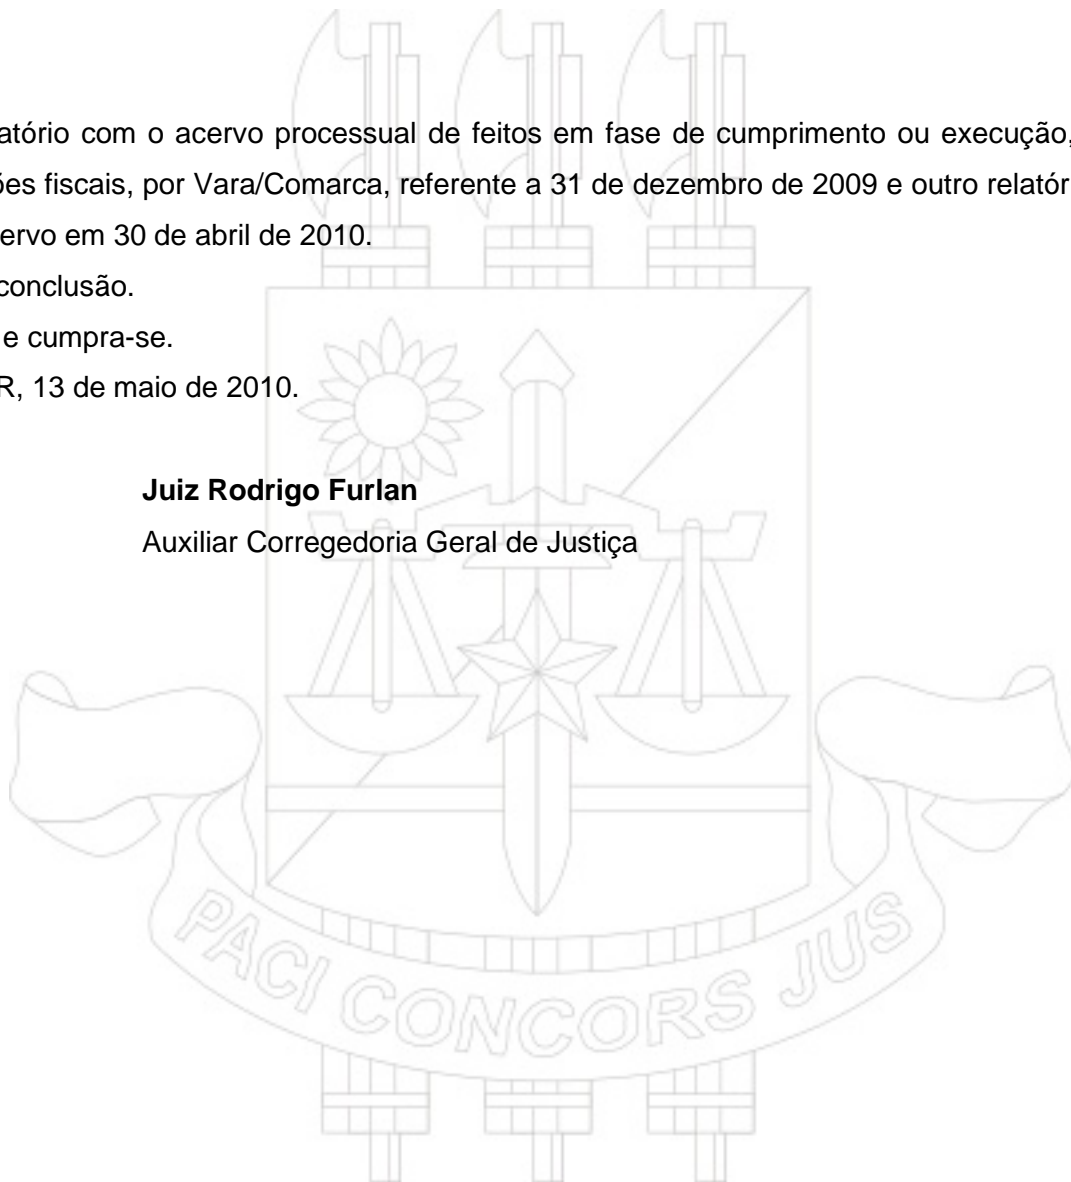 atório com o acervo processual de feitos em fase de cumprimento ou execução,
ões fiscais, por Vara/Comarca, referente a 31 de dezembro de 2009 e outro relatór
ervo em 30 de abril de 2010.
conclusão.
e cumpra-se.
R, 13 de maio de 2010.
Juiz Rodrigo Furlan
Auxiliar Corregedoria Geral de Justiça
PACI CONCORS JUS